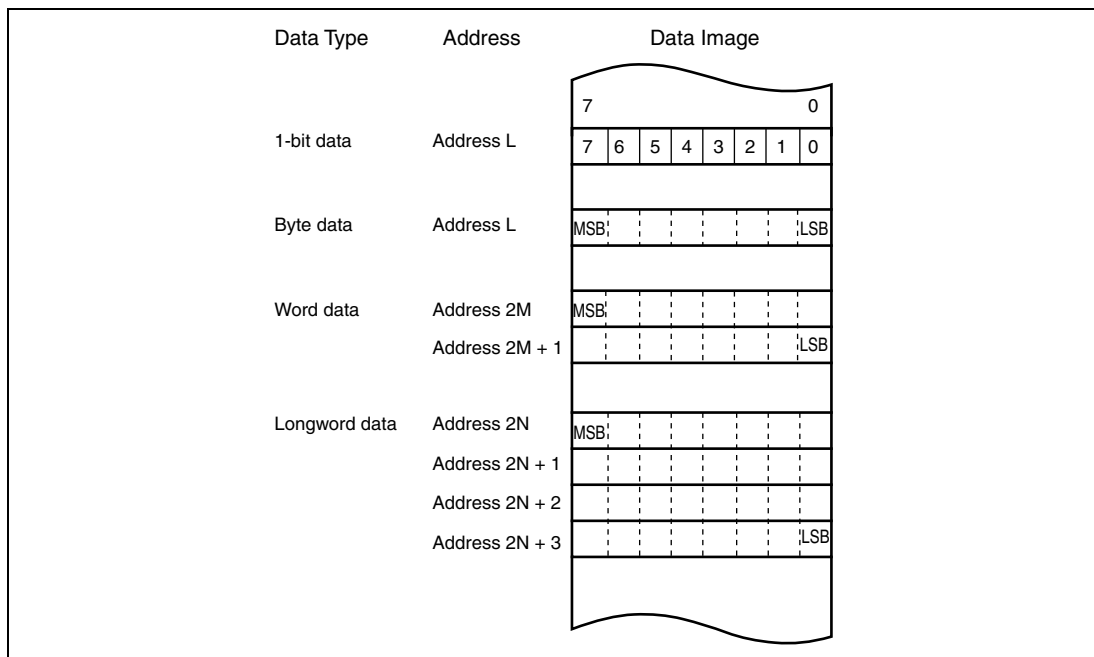 Data Type Address Data Image
7 0
1-bit data Address L 7 6 5 4 3 2 1 0
Byte data Address L MSB LSB
Word data Address 2M MSB
Address 2M + 1 LSB
Longword data Address 2N MSB
Address 2N + 1
Address 2N + 2
Address 2N + 3 LSB